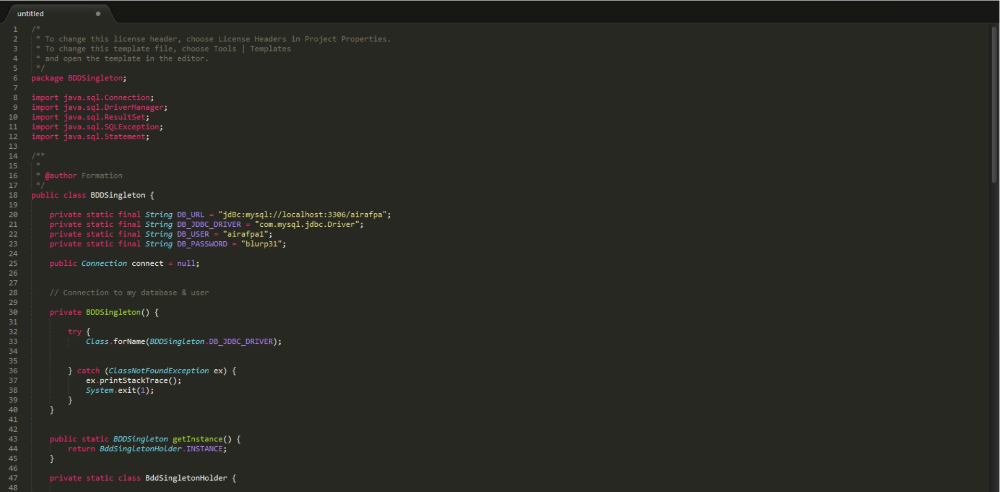 untitled
1 /*
2  * To change this license header, choose License Headers in Project Properties.
3  * To change this template file, choose Tools | Templates
4  * and open the template in the editor.
5  */
6 package BDDSingleton;
7
8 import java.sql.Connection;
9 import java.sql.DriverManager;
10 import java.sql.ResultSet;
11 import java.sql.SQLException;
12 import java.sql.Statement;
13
14 /**
15  *
16  * @author Formation
17  */
18 public class BDDSingleton {
19
20     private static final String DB_URL = "jdBc:mysql://localhost:3306/airafpa";
21     private static final String DB_JDBC_DRIVER = "com.mysql.jdbc.Driver";
22     private static final String DB_USER = "airafpa1";
23     private static final String DB_PASSWORD = "blurp31";
24
25     public Connection connect = null;
26
27
28     // Connection to my database & user
29
30     private BDDSingleton() {
31
32         try {
33             Class.forName(BDDSingleton.DB_JDBC_DRIVER);
34
35
36         } catch (ClassNotFoundException ex) {
37             ex.printStackTrace();
38             System.exit(1);
39         }
40     }
41
42
43     public static BDDSingleton getInstance() {
44         return BddSingletonHolder.INSTANCE;
45     }
46
47     private static class BddSingletonHolder {
48